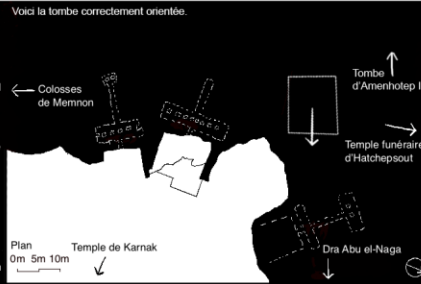 Voici la tombe correctement orientée.
Colosses
de Memnon
Tombe
d'Amenhotep I
Temple funéraire
d'Hatchepsout
Plan
0m 5m 10m
Temple de Karnak
Dra Abu el-Naga